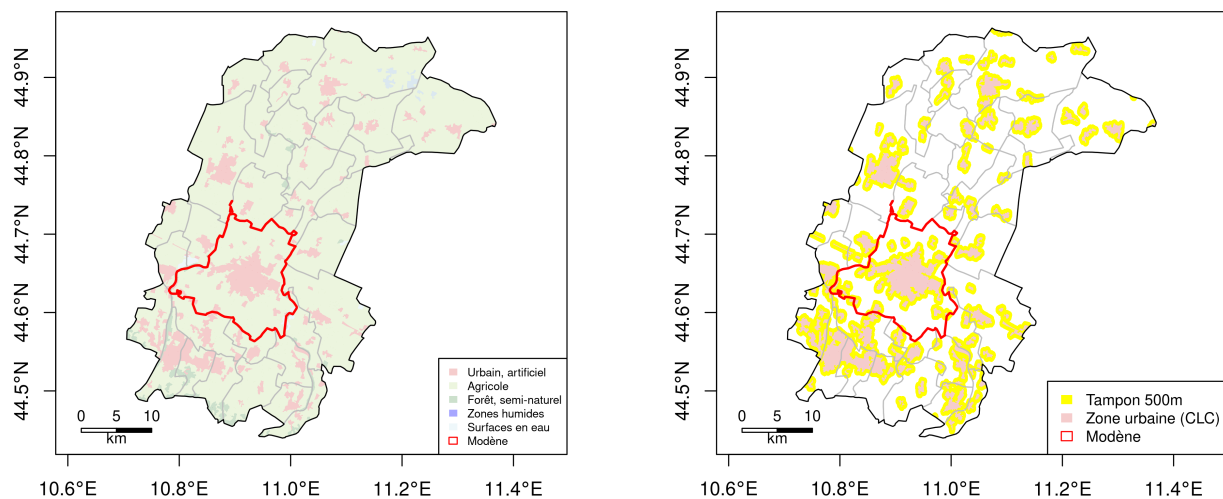 44.9°N
44.8°N
44.7°N
44.6°N
44.5°N
Urbain, artificiel
Agricole
Forêt, semi-naturel
Zones humides
Surfaces en eau
Modène
0 5 10
km
10.6°E 10.8°E 11.0°E 11.2°E 11.4°E
44.9°N
44.8°N
44.7°N
44.6°N
44.5°N
Tampon 500m
Zone urbaine (CLC)
Modène
0 5 10
km
10.6°E 10.8°E 11.0°E 11.2°E 11.4°E